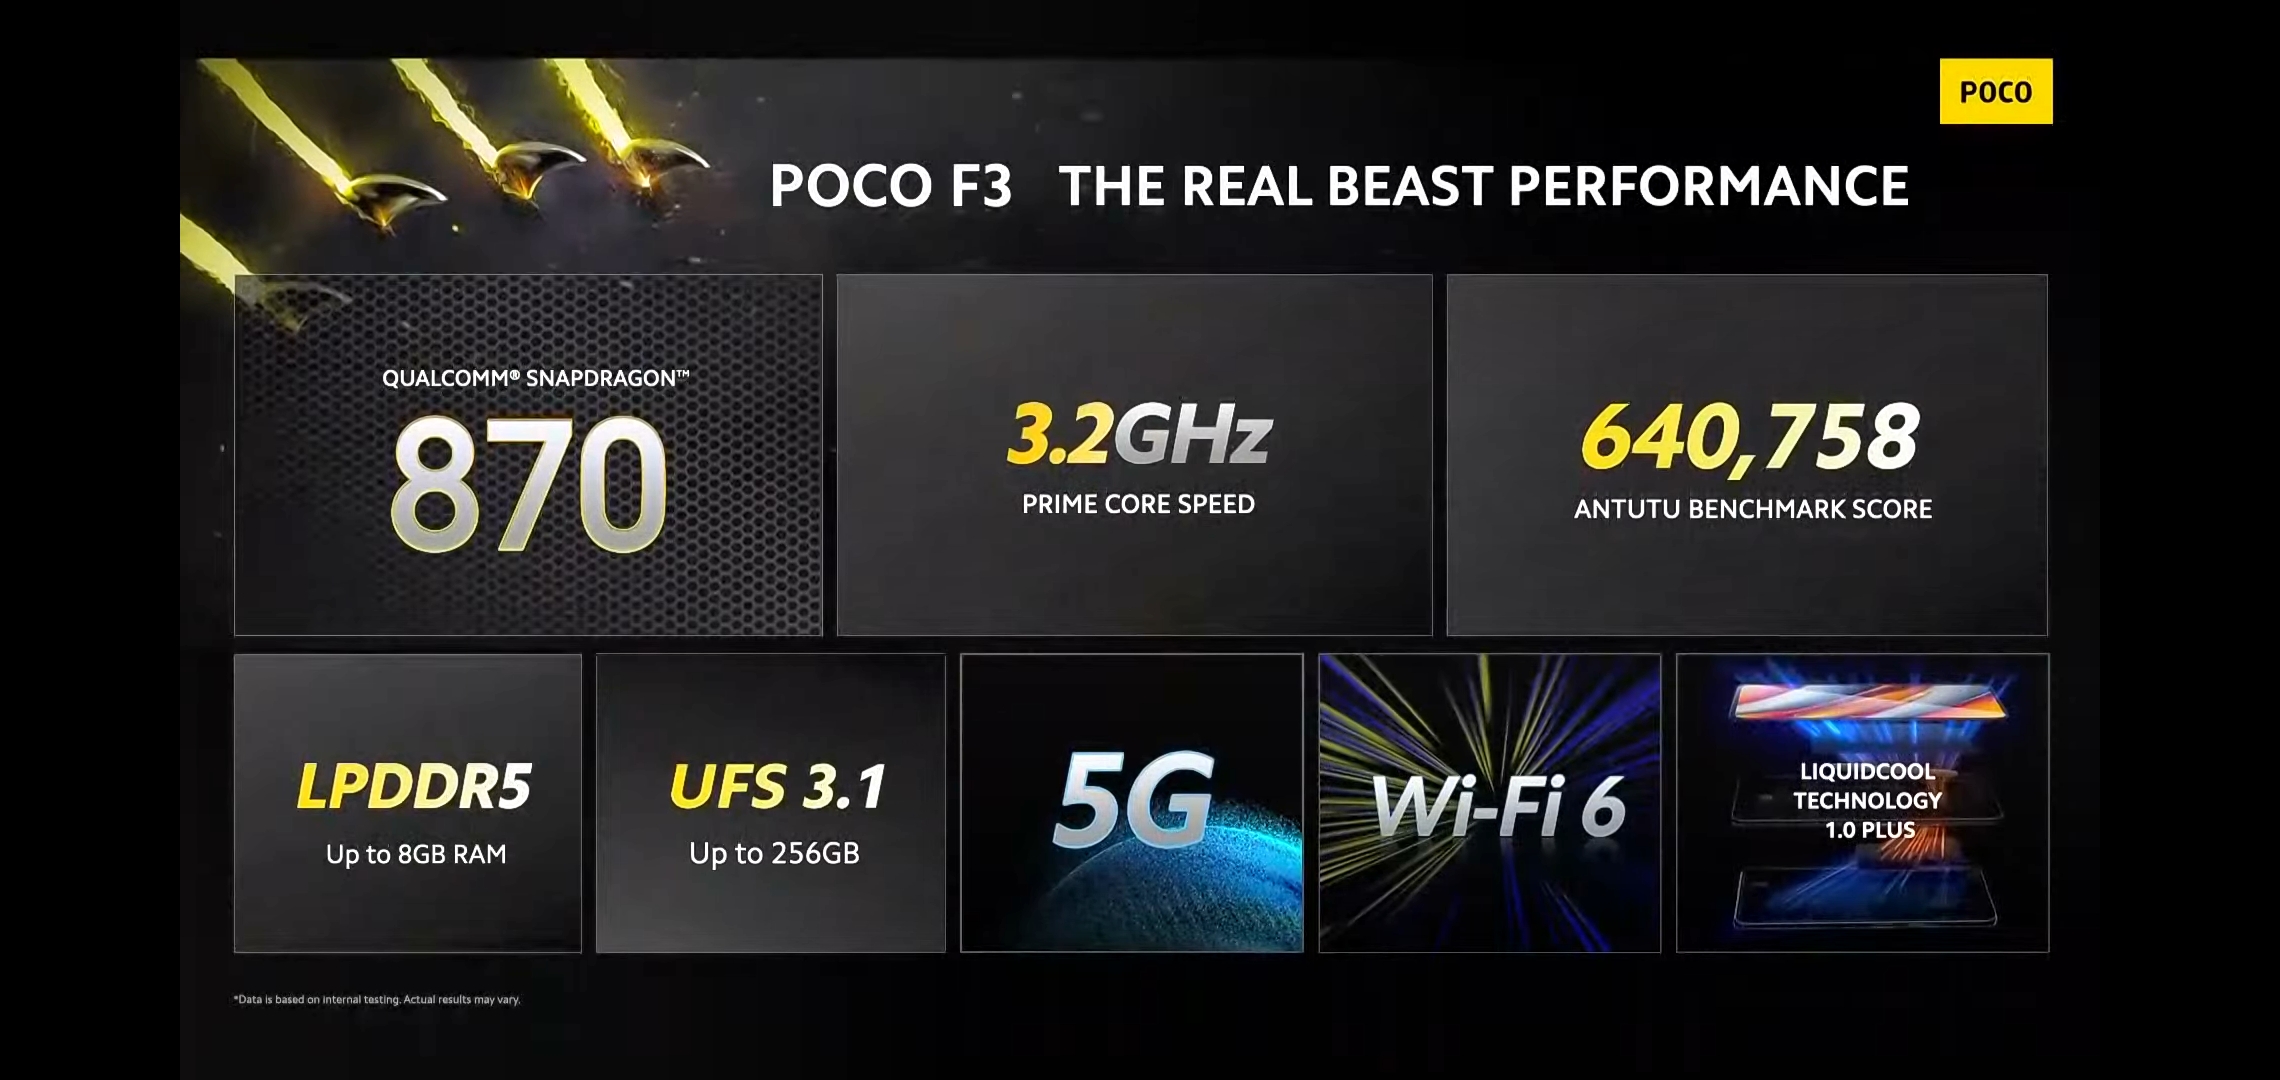 POCO
POCO F3 THE REAL BEAST PERFORMANCE
QUALCOMM® SNAPDRAGON™
870
3.2GHz
PRIME CORE SPEED
640,758
ANTUTU BENCHMARK SCORE
LPDDR5
Up to 8GB RAM
UFS 3.1
Up to 256GB
5G
Wi-Fi 6
LIQUIDCOOL
TECHNOLOGY
1.0 PLUS
*Data is based on internal testing. Actual results may vary.